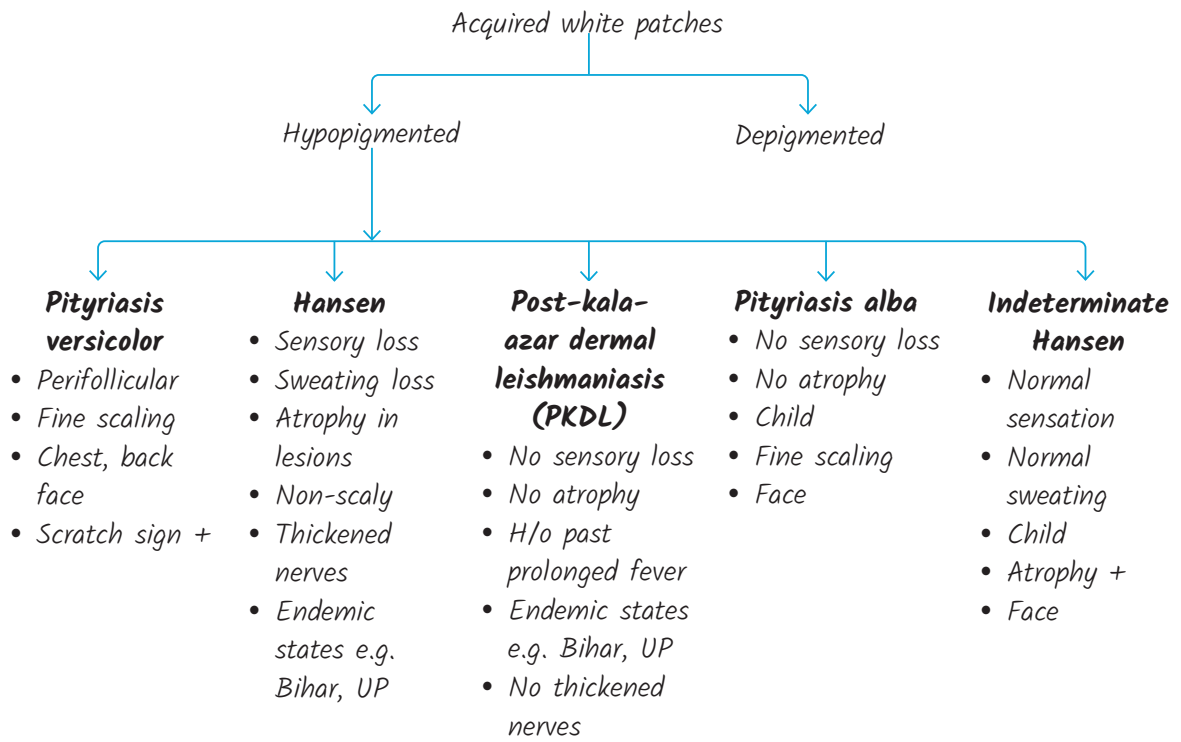 Acquired white patches
Hypopigmented
Depigmented
Pityriasis
versicolor
• Perifollicular
• Fine scaling
• Chest, back
face
• Scratch sign +
Hansen
• Sensory loss
• Sweating loss
• Atrophy in
lesions
• Non-scaly
• Thickened
nerves
• Endemic
states e.g.
Bihar, UP
Post-kala-
azar dermal
leishmaniasis
(PKDL)
• No sensory loss
• No atrophy
• H/o past
prolonged fever
• Endemic states
e.g. Bihar, UP
• No thickened
nerves
Pityriasis alba
• No sensory loss
• No atrophy
• Child
• Fine scaling
• Face
Indeterminate
Hansen
• Normal
sensation
• Normal
sweating
• Child
• Atrophy +
• Face